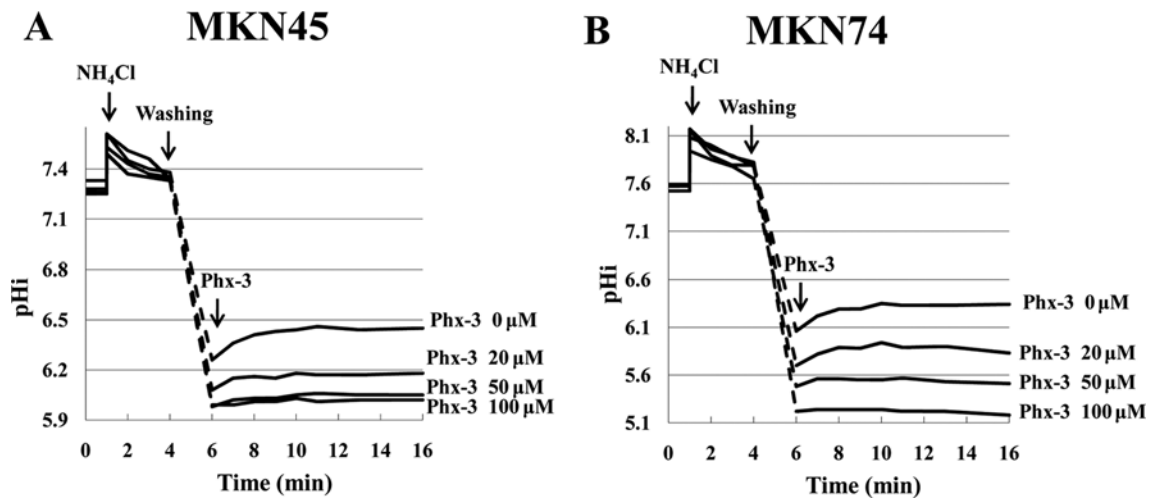 A MKN45
NH₄Cl
Washing
Phx-3
pHi
7.4
7.1
6.8
6.5
6.2
5.9
Phx-3 0 μM
Phx-3 20 μM
Phx-3 50 μM
Phx-3 100 μM
0 2 4 6 8 10 12 14 16
Time (min)
B MKN74
NH₄Cl
Washing
Phx-3
pHi
8.1
7.6
7.1
6.6
6.1
5.6
5.1
Phx-3 0 μM
Phx-3 20 μM
Phx-3 50 μM
Phx-3 100 μM
0 2 4 6 8 10 12 14 16
Time (min)